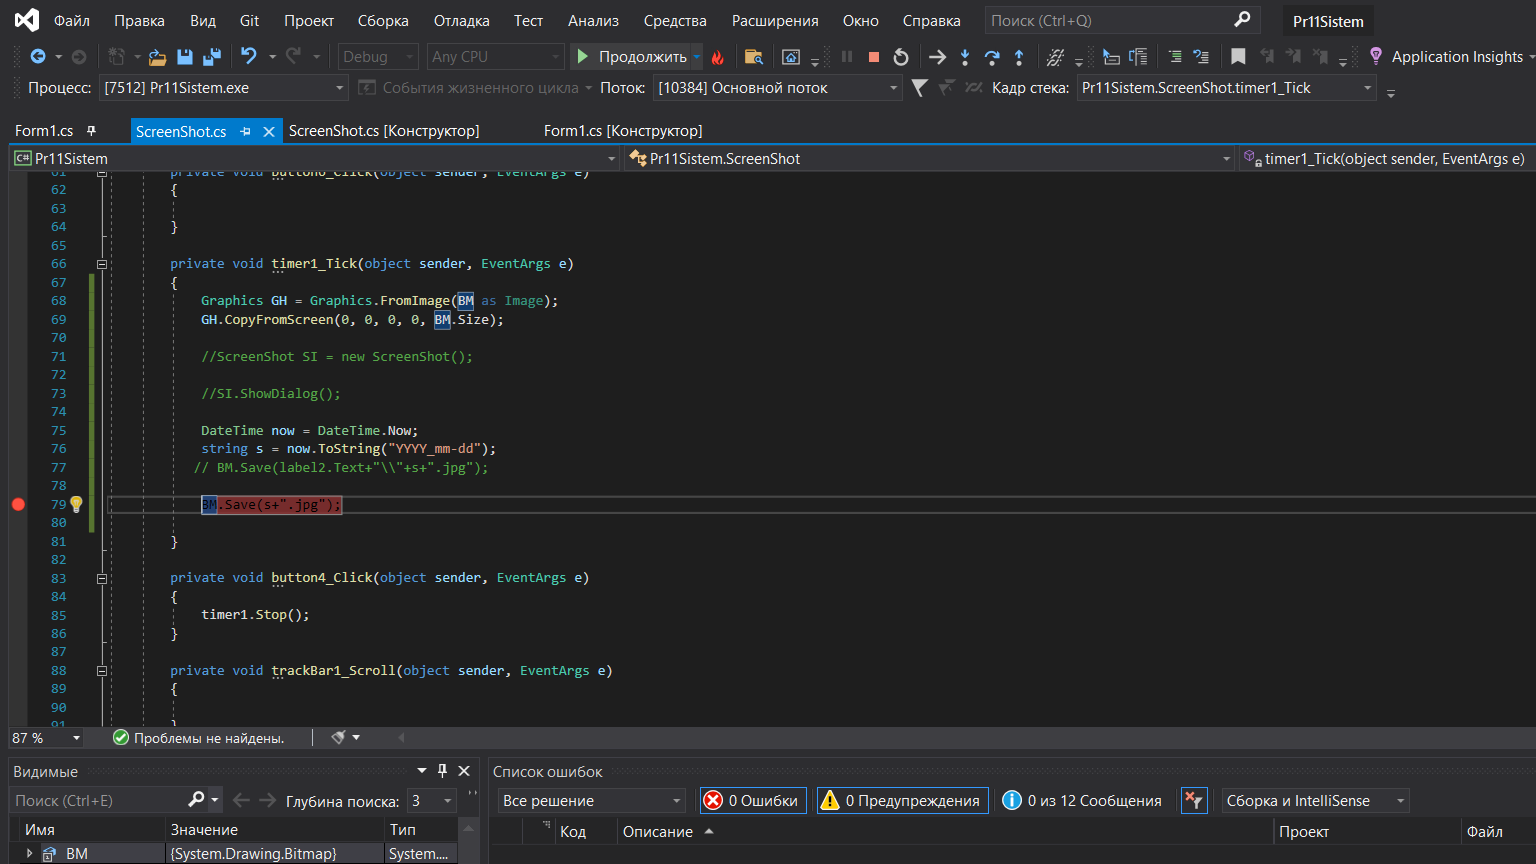 Файл Правка Вид Git Проект Сборка Отладка Тест Анализ Средства Расширения Окно Справка Поиск (Ctrl+Q) Pr11Sistem
Debug Any CPU Продолжить Application Insights
Процесс: [7512] Pr11Sistem.exe События жизненного цикла Поток: [10384] Основной поток Кадр стека: Pr11Sistem.ScreenShot.timer1_Tick
Form1.cs ScreenShot.cs ScreenShot.cs [Конструктор] Form1.cs [Конструктор]
C# Pr11Sistem Pr11Sistem.ScreenShot timer1_Tick(object sender, EventArgs e)
61 private void button6_Click(object sender, EventArgs e)
62 {
63
64 }
65
66 private void timer1_Tick(object sender, EventArgs e)
67 {
68 Graphics GH = Graphics.FromImage(BM as Image);
69 GH.CopyFromScreen(0, 0, 0, 0, BM.Size);
70
71 //ScreenShot SI = new ScreenShot();
72
73 //SI.ShowDialog();
74
75 DateTime now = DateTime.Now;
76 string s = now.ToString("YYYY_mm-dd");
77 // BM.Save(label2.Text+"\\"+s+".jpg");
78
79 BM.Save(s+".jpg");
80
81 }
82
83 private void button4_Click(object sender, EventArgs e)
84 {
85 timer1.Stop();
86 }
87
88 private void trackBar1_Scroll(object sender, EventArgs e)
89 {
90
91 }
87 % Проблемы не найдены.
Видимые
Поиск (Ctrl+E) Глубина поиска: 3
Имя Значение Тип
BM {System.Drawing.Bitmap} System....
Список ошибок
Все решение 0 Ошибки 0 Предупреждения 0 из 12 Сообщения Сборка и IntelliSense
Код Описание Проект Файл